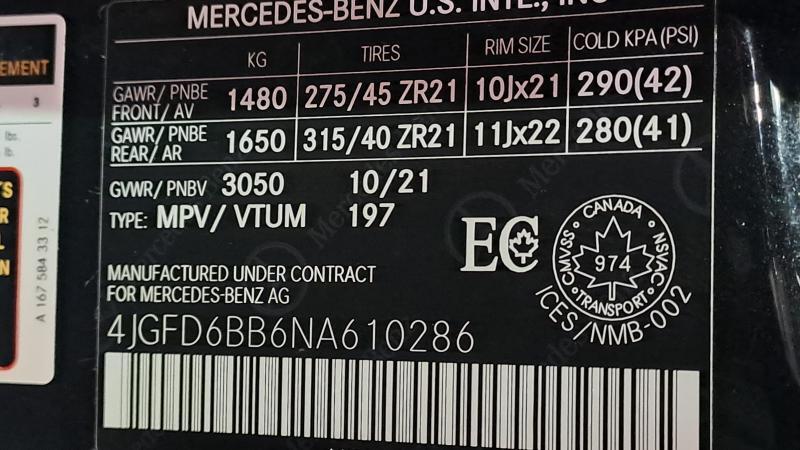 MERCEDES-BENZ U.S. INTL., INC
KG TIRES RIM SIZE COLD KPA (PSI)
GAWR/ PNBE FRONT/ AV 1480 275/45 ZR21 10Jx21 290(42)
GAWR/ PNBE REAR/ AR 1650 315/40 ZR21 11Jx22 280(41)
GVWR/ PNBV 3050 10/21
TYPE: MPV/ VTUM 197
EC
CANADA
CMVSS 974 NSVAC
TRANSPORT
ICES/NMB-002
MANUFACTURED UNDER CONTRACT
FOR MERCEDES-BENZ AG
4JGFD6BB6NA610286
EMENT
3
lbs.
lb.
S
R
L
N
A 167 584 33 12